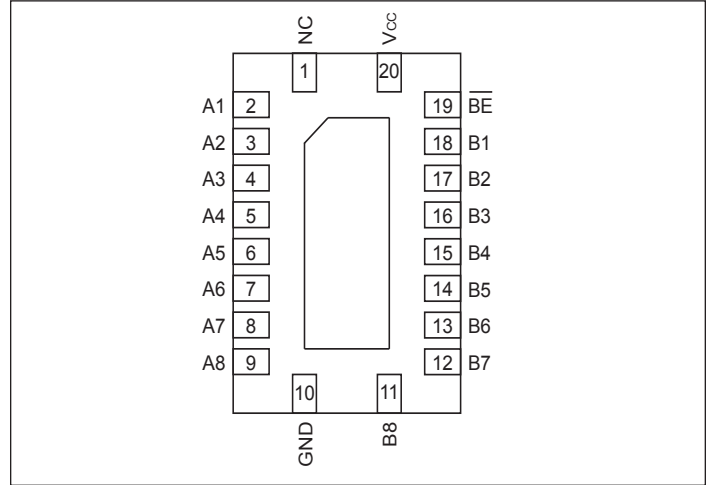 NC Vcc
1 20
A1 2 19 B̅E̅
A2 3 18 B1
A3 4 17 B2
A4 5 16 B3
A5 6 15 B4
A6 7 14 B5
A7 8 13 B6
A8 9 12 B7
10 11
GND B8